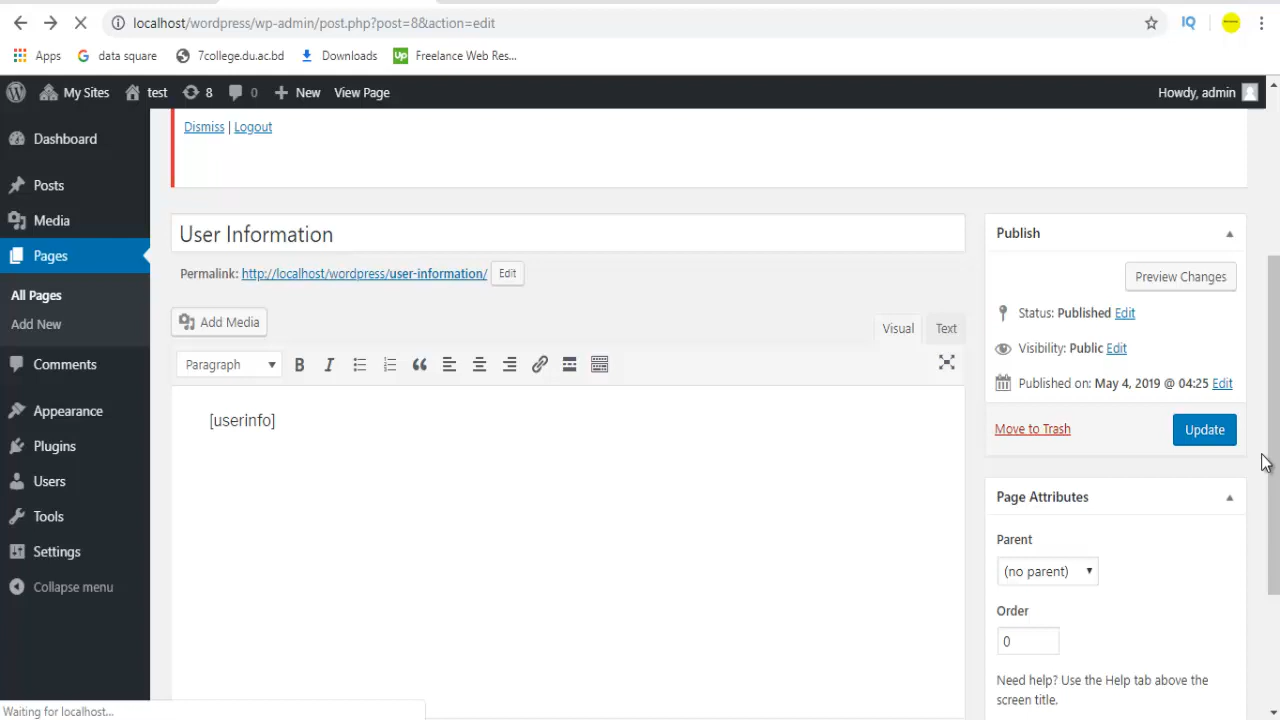 localhost/wordpress/wp-admin/post.php?post=8&action=edit
IQ
Apps data square 7college.du.ac.bd Downloads Up Freelance Web Res...
My Sites test 8 0 New View Page Howdy, admin
Dashboard
Posts
Media
Pages
All Pages
Add New
Comments
Appearance
Plugins
Users
Tools
Settings
Collapse menu
Dismiss | Logout
User Information
Permalink: http://localhost/wordpress/user-information/ Edit
Add Media
Visual Text
Paragraph B I
[userinfo]
Publish
Preview Changes
Status: Published Edit
Visibility: Public Edit
Published on: May 4, 2019 @ 04:25 Edit
Move to Trash Update
Page Attributes
Parent
(no parent)
Order
0
Need help? Use the Help tab above the
screen title.
Waiting for localhost...